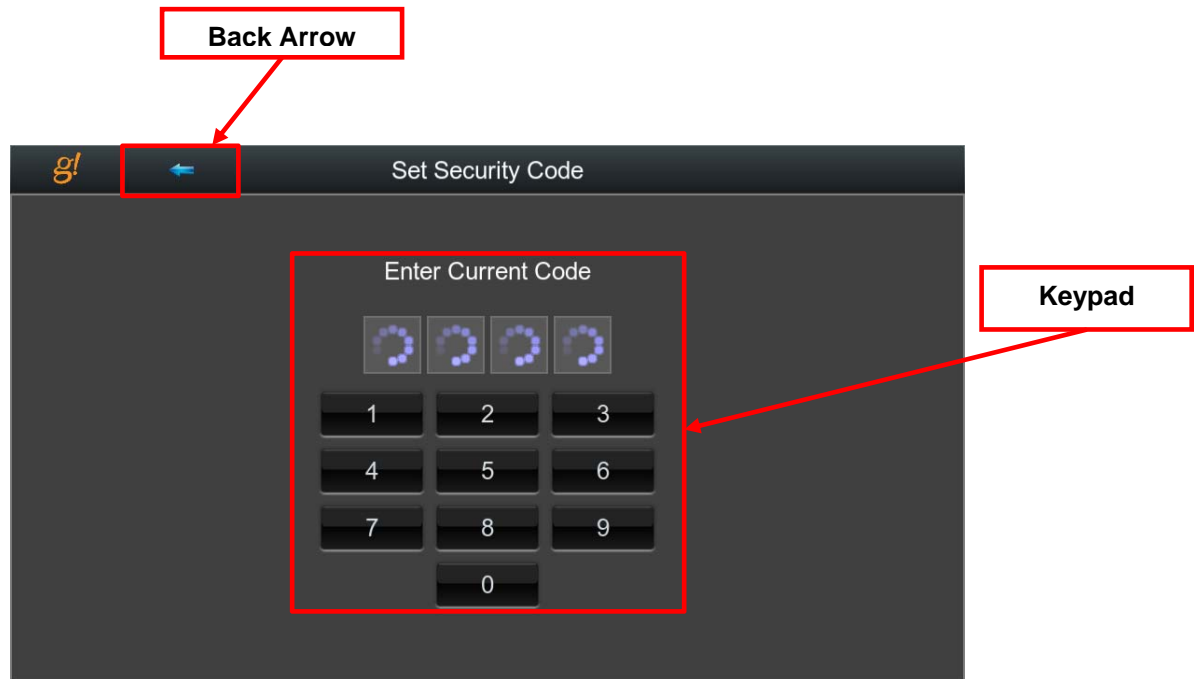 Back Arrow
g! Set Security Code
Enter Current Code
Keypad
1 2 3
4 5 6
7 8 9
0